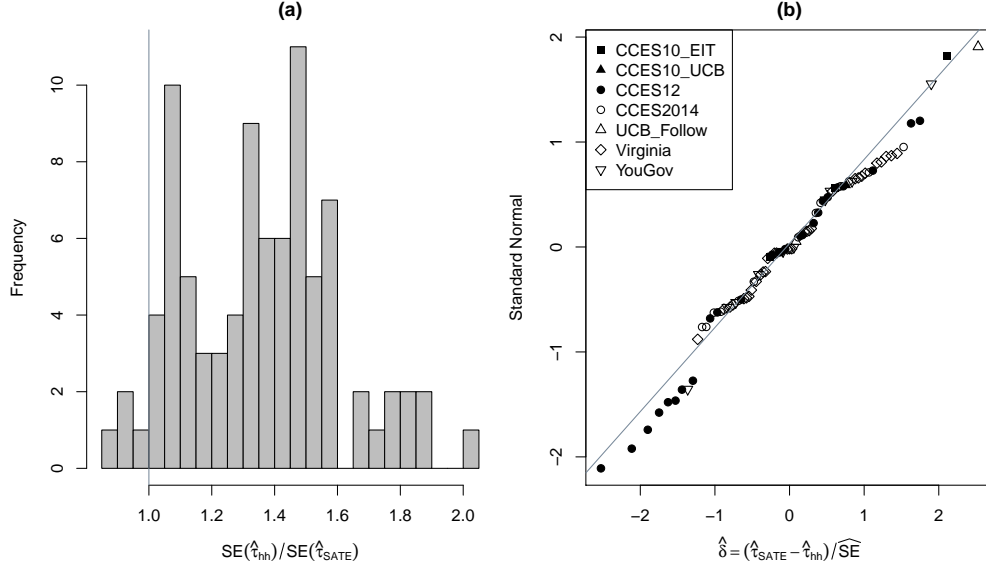 (a)
Frequency
0
2
4
6
8
10
1.0
1.2
1.4
1.6
1.8
2.0
SE(τ̂hh)/SE(τ̂SATE)
(b)
Standard Normal
2
1
0
−1
−2
CCES10_EIT
CCES10_UCB
CCES12
CCES2014
UCB_Follow
Virginia
YouGov
−2
−1
0
1
2
δ̂ = (τ̂SATE − τ̂hh)/SÊ